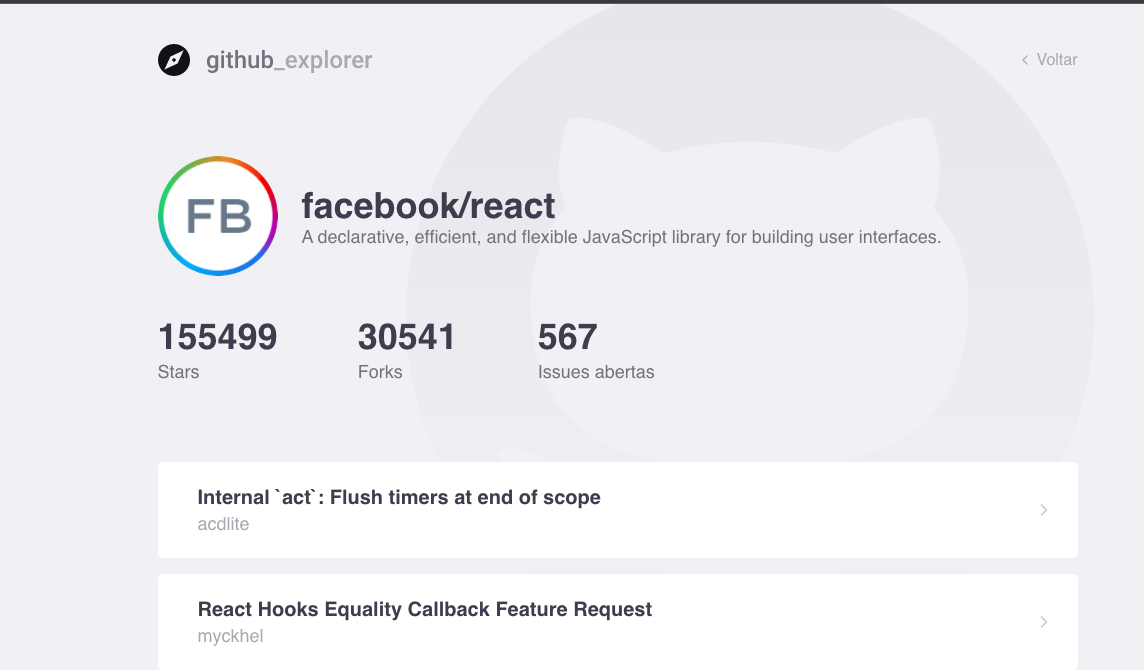 github_explorer
Voltar
FB
facebook/react
A declarative, efficient, and flexible JavaScript library for building user interfaces.
155499 30541 567
Stars Forks Issues abertas
Internal `act`: Flush timers at end of scope
acdlite
React Hooks Equality Callback Feature Request
myckhel